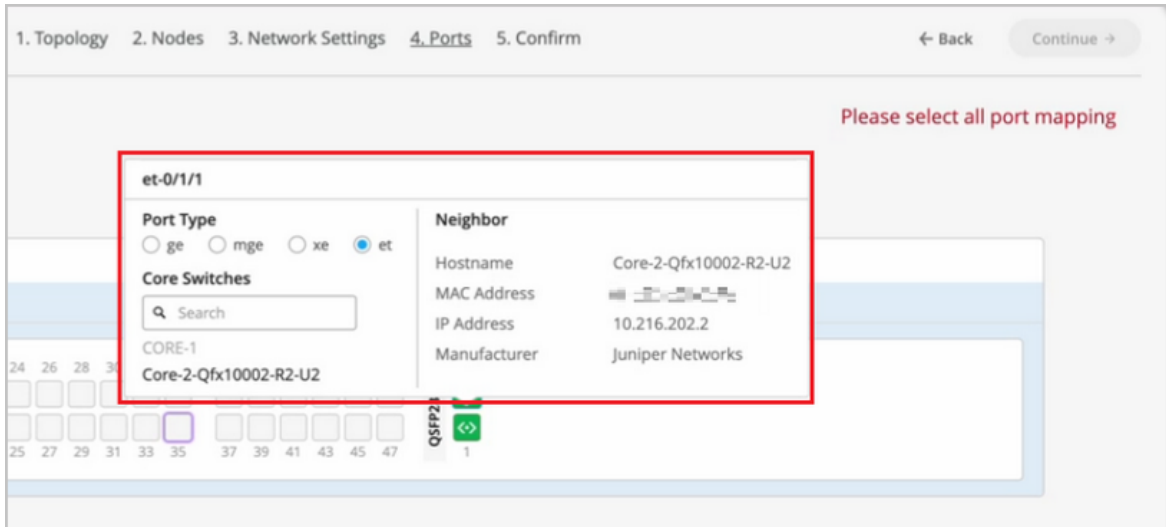 1. Topology 2. Nodes 3. Network Settings 4. Ports 5. Confirm ← Back Continue →
Please select all port mapping
et-0/1/1
Port Type
ge mge xe et
Core Switches
Search
CORE-1
Core-2-Qfx10002-R2-U2
Neighbor
Hostname Core-2-Qfx10002-R2-U2
MAC Address
IP Address 10.216.202.2
Manufacturer Juniper Networks
24 26 28
25 27 29 31 33 35 37 39 41 43 45 47 1